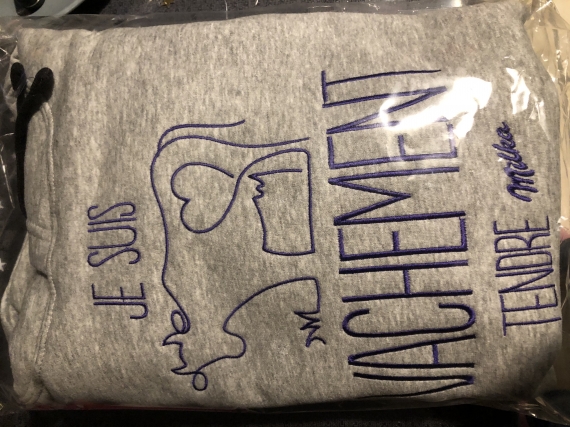 JE SUIS
VACHEMENT
TENDRE Milka